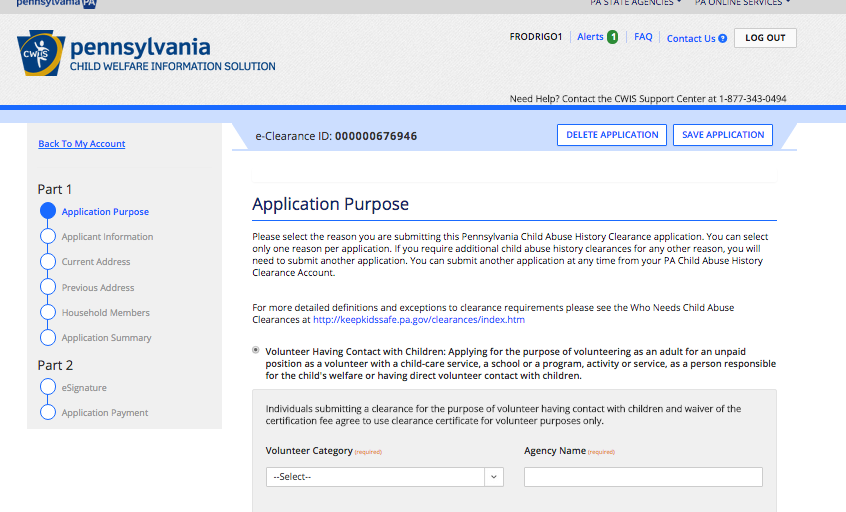 pennsylvania PA
PA STATE AGENCIES PA ONLINE SERVICES
CWIS
pennsylvania
CHILD WELFARE INFORMATION SOLUTION
FRODRIGO1 Alerts 1 FAQ Contact Us ? LOG OUT
Need Help? Contact the CWIS Support Center at 1-877-343-0494
Back To My Account
e-Clearance ID: 000000676946
DELETE APPLICATION SAVE APPLICATION
Part 1
Application Purpose
Applicant Information
Current Address
Previous Address
Household Members
Application Summary
Part 2
eSignature
Application Payment
Application Purpose
Please select the reason you are submitting this Pennsylvania Child Abuse History Clearance application. You can select
only one reason per application. If you require additional child abuse history clearances for any other reason, you will
need to submit another application. You can submit another application at any time from your PA Child Abuse History
Clearance Account.
For more detailed definitions and exceptions to clearance requirements please see the Who Needs Child Abuse
Clearances at http://keepkidssafe.pa.gov/clearances/index.htm
Volunteer Having Contact with Children: Applying for the purpose of volunteering as an adult for an unpaid
position as a volunteer with a child-care service, a school or a program, activity or service, as a person responsible
for the child's welfare or having direct volunteer contact with children.
Individuals submitting a clearance for the purpose of volunteer having contact with children and waiver of the
certification fee agree to use clearance certificate for volunteer purposes only.
Volunteer Category (required) Agency Name (required)
--Select--